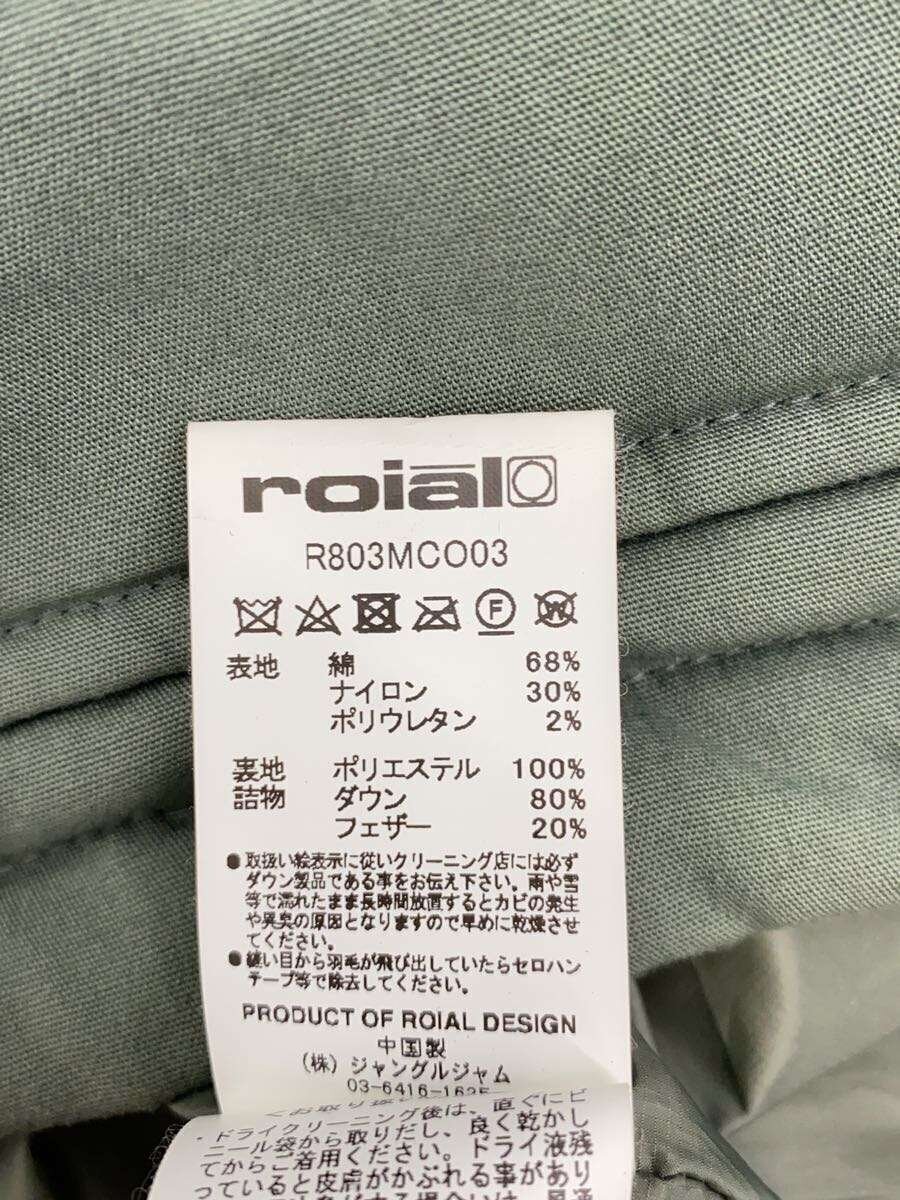 roial
R803MCO03
F W
表地 綿 68%
ナイロン 30%
ポリウレタン 2%
裏地 ポリエステル 100%
詰物 ダウン 80%
フェザー 20%
●取扱い絵表示に従いクリーニング店には必ず
ダウン製品である事をお伝え下さい。雨や雪
等で濡れたまま長時間放置するとカビの発生
や異臭の原因となりますので早めに乾燥させ
てください。
●縫い目から羽毛が飛び出していたらセロハン
テープ等で除去してください。
PRODUCT OF ROIAL DESIGN
中国製
(株) ジャングルジャム
03-6416-1625
・ドライクリーニング後は、直ぐにビ
ニール袋から取りだし、良く乾かし
てからご着用ください。ドライ液残
っていると皮膚がかぶれる事があり